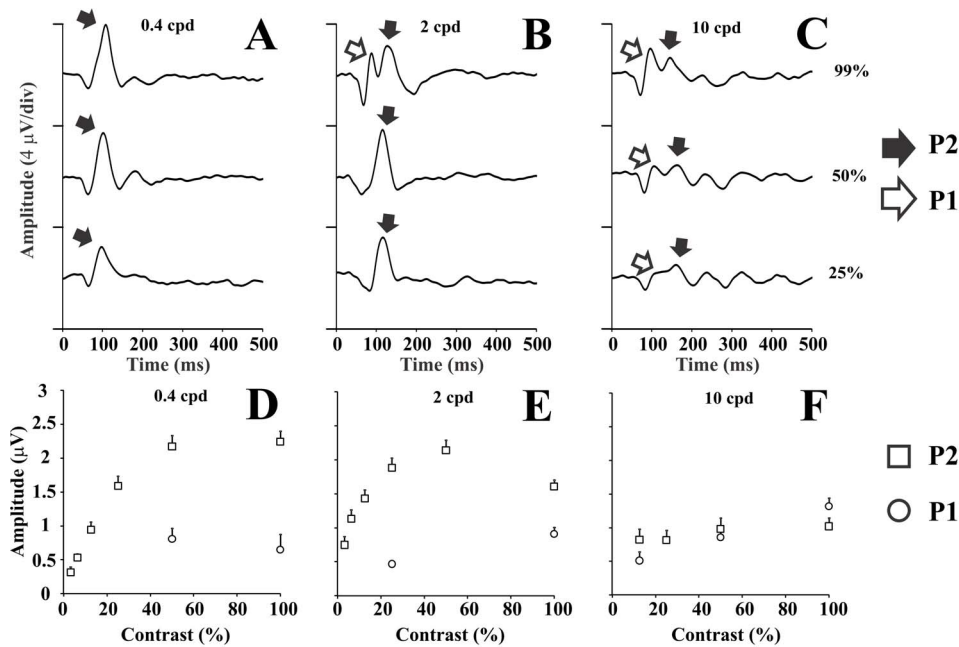 0.4 cpd A
2 cpd B
10 cpd C
99%
50%
25%
P2
P1
Amplitude (4 μV/div)
0 100 200 300 400 500
Time (ms)
0 100 200 300 400 500
Time (ms)
0 100 200 300 400 500
Time (ms)
0.4 cpd D
2 cpd E
10 cpd F
3
2.5
2
1.5
1
0.5
0
Amplitude (μV)
0 20 40 60 80 100
Contrast (%)
0 20 40 60 80 100
Contrast (%)
0 20 40 60 80 100
Contrast (%)
P2
P1